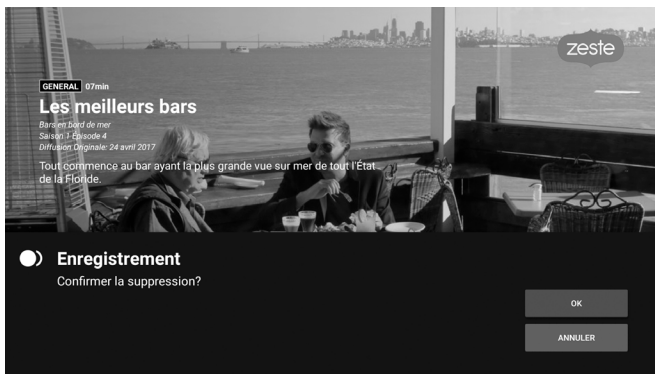 zeste
GENERAL 07min
Les meilleurs bars
Bars en bord de mer
Saison 1 Épisode 4
Diffusion Originale: 24 avril 2017
Tout commence au bar ayant la plus grande vue sur mer de tout l'État
de la Floride.
Enregistrement
Confirmer la suppression?
OK
ANNULER